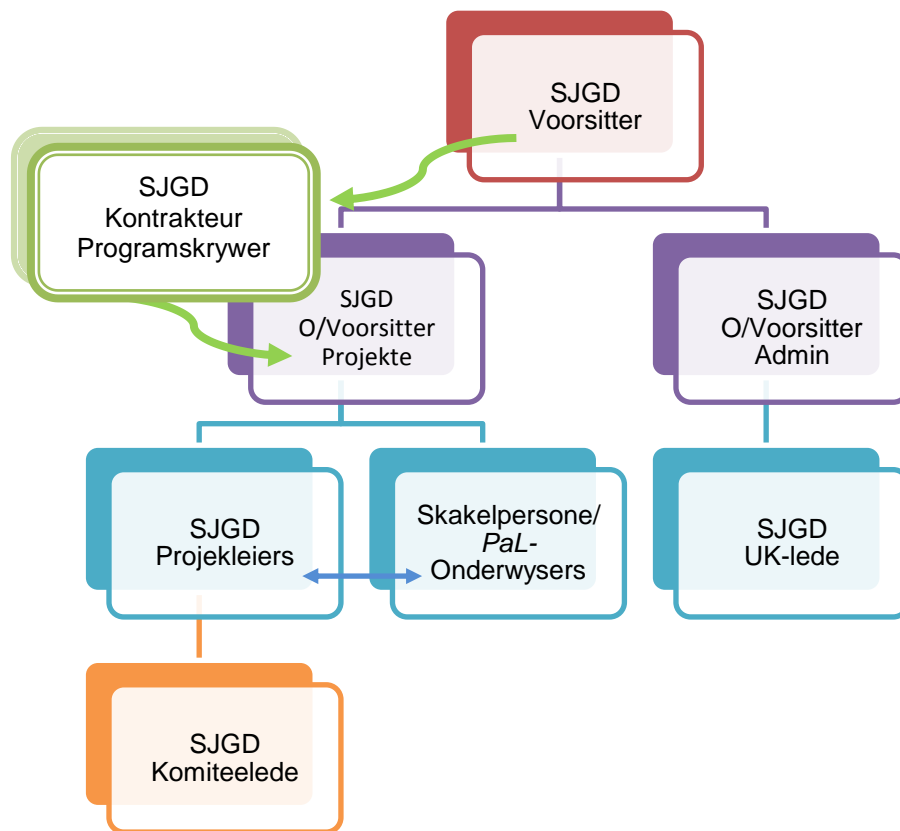 SJGD
Voorsitter
SJGD
Kontrakteur
Programskrywer
SJGD
O/Voorsitter
Projekte
SJGD
O/Voorsitter
Admin
SJGD
Projekleiers
Skakelpersone/
PaL-
Onderwysers
SJGD
UK-lede
SJGD
Komiteelede